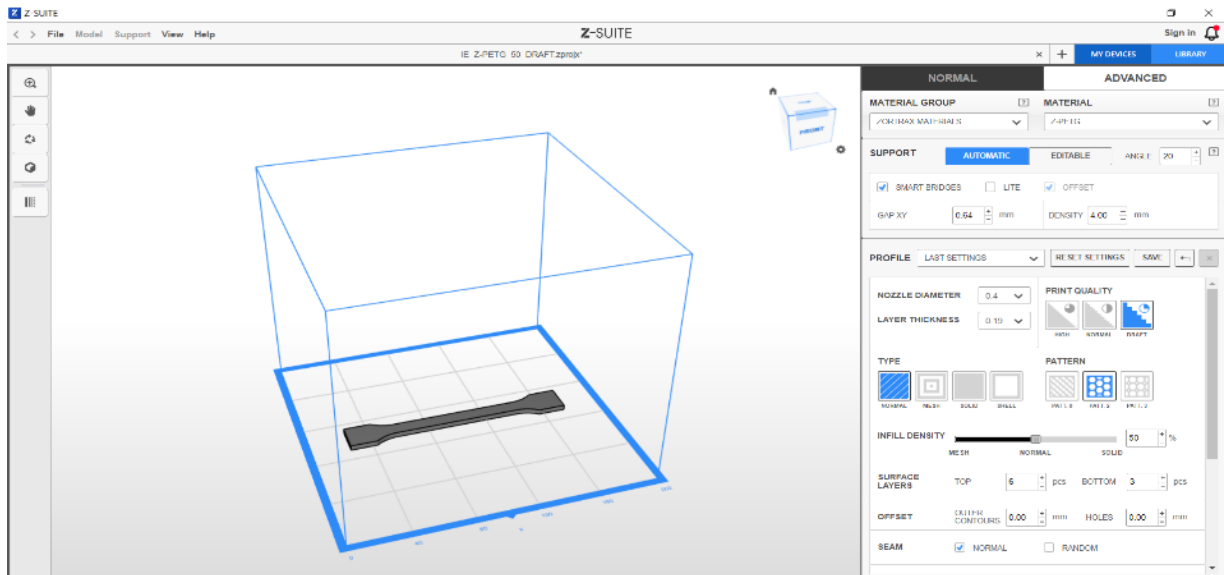 Z-SUITE
< > File Model Support View Help Z-SUITE Sign in
IE_Z-PETG_50_DRAFT.zprojx* × + MY DEVICES LIBRARY
NORMAL ADVANCED
MATERIAL GROUP ? MATERIAL ?
ZORTRAX MATERIALS Z-PETG
SUPPORT AUTOMATIC EDITABLE ANGLE 20 ?
SMART BRIDGES LITE OFFSET
GAP XY 0.64 mm DENSITY 4.00 mm
PROFILE LAST SETTINGS RESET SETTINGS SAVE
NOZZLE DIAMETER 0.4 PRINT QUALITY
LAYER THICKNESS 0.19
HIGH NORMAL DRAFT
TYPE PATTERN
NORMAL MESH SOLID SHELL
INFILL DENSITY 50 %
MESH NORMAL SOLID
SURFACE LAYERS TOP BOTTOM 3 pcs
OFFSET OUTER CONTOURS 0.00 mm HOLES 0.00 mm
SEAM NORMAL RANDOM
FRONT